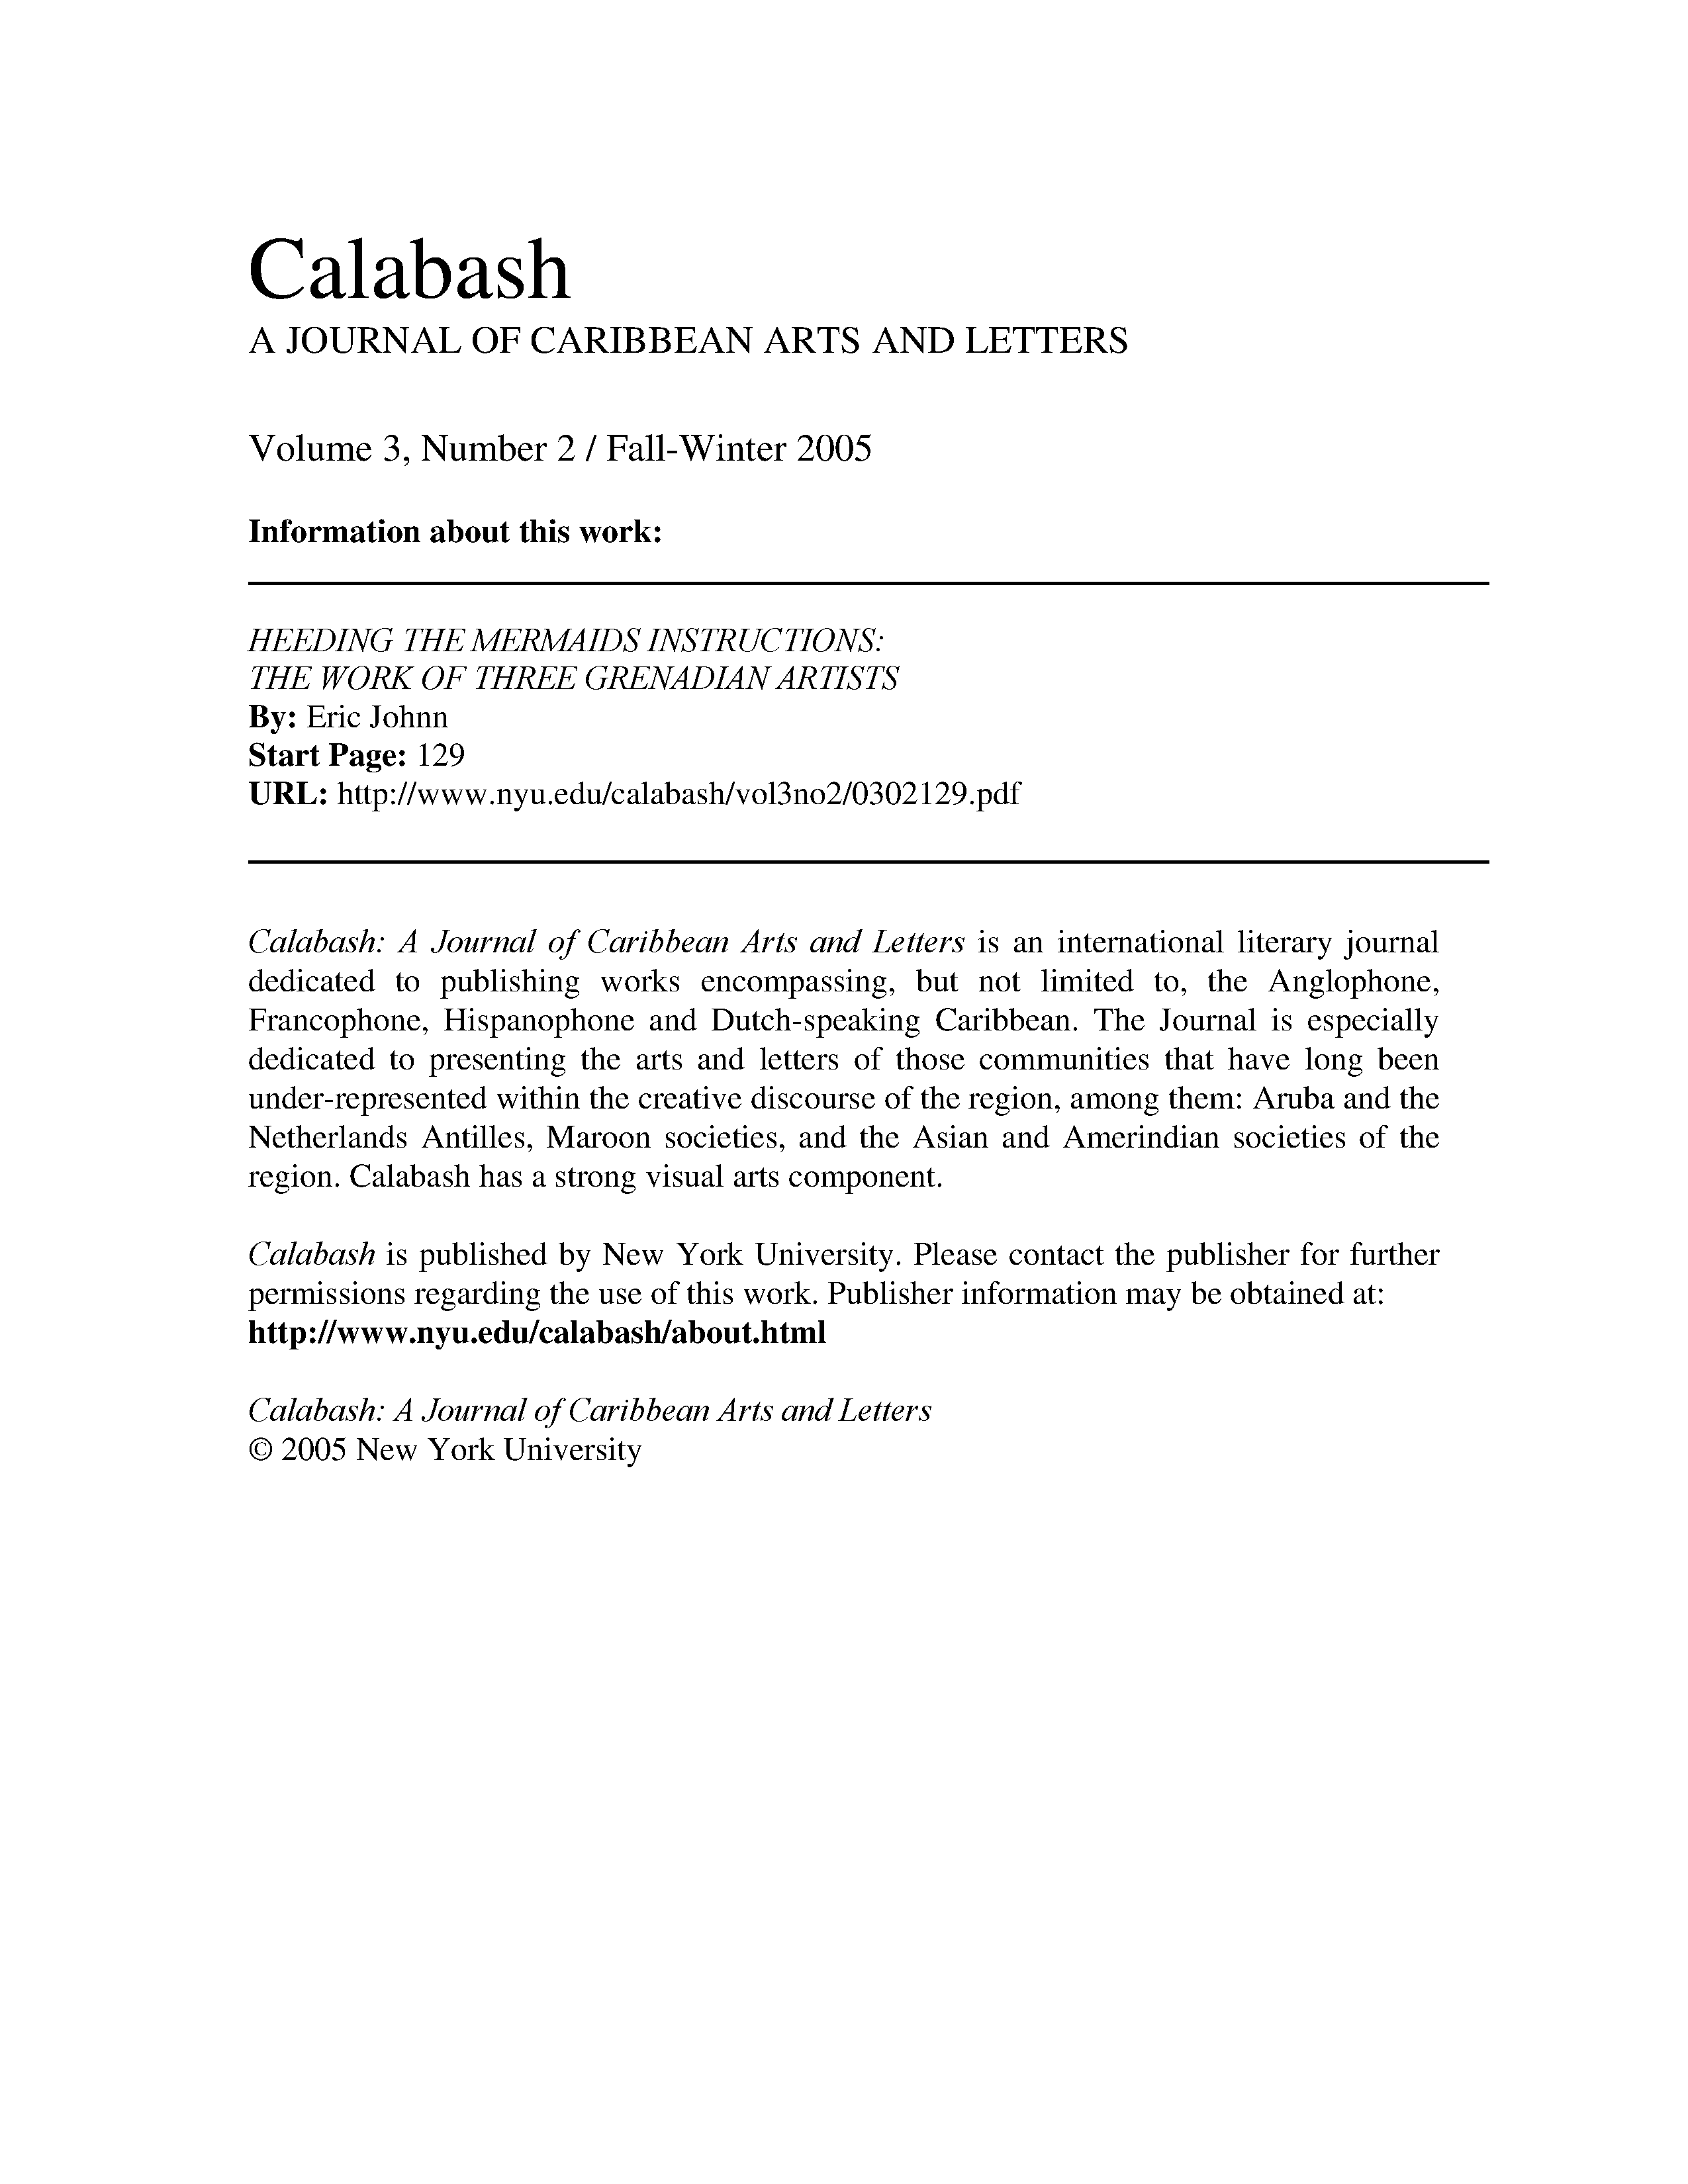 Calabash
A JOURNAL OF CARIBBEAN ARTS AND LETTERS
Volume 3, Number 2 / Fall-Winter 2005
Information about this work:
HEEDING THE MERMAIDS INSTRUCTIONS:
THE WORK OF THREE GRENADIAN ARTISTS
By: Eric Johnn
Start Page: 129
URL: http://www.nyu.edu/calabash/vol3no2/0302129.pdf
Calabash: A Journal of Caribbean Arts and Letters is an international literary journal
dedicated to publishing works encompassing, but not limited to, the Anglophone,
Francophone, Hispanophone and Dutch-speaking Caribbean. The Journal is especially
dedicated to presenting the arts and letters of those communities that have long been
under-represented within the creative discourse of the region, among them: Aruba and the
Netherlands Antilles, Maroon societies, and the Asian and Amerindian societies of the
region. Calabash has a strong visual arts component.
Calabash is published by New York University. Please contact the publisher for further
permissions regarding the use of this work. Publisher information may be obtained at:
http://www.nyu.edu/calabash/about.html
Calabash: A Journal of Caribbean Arts and Letters
© 2005 New York University